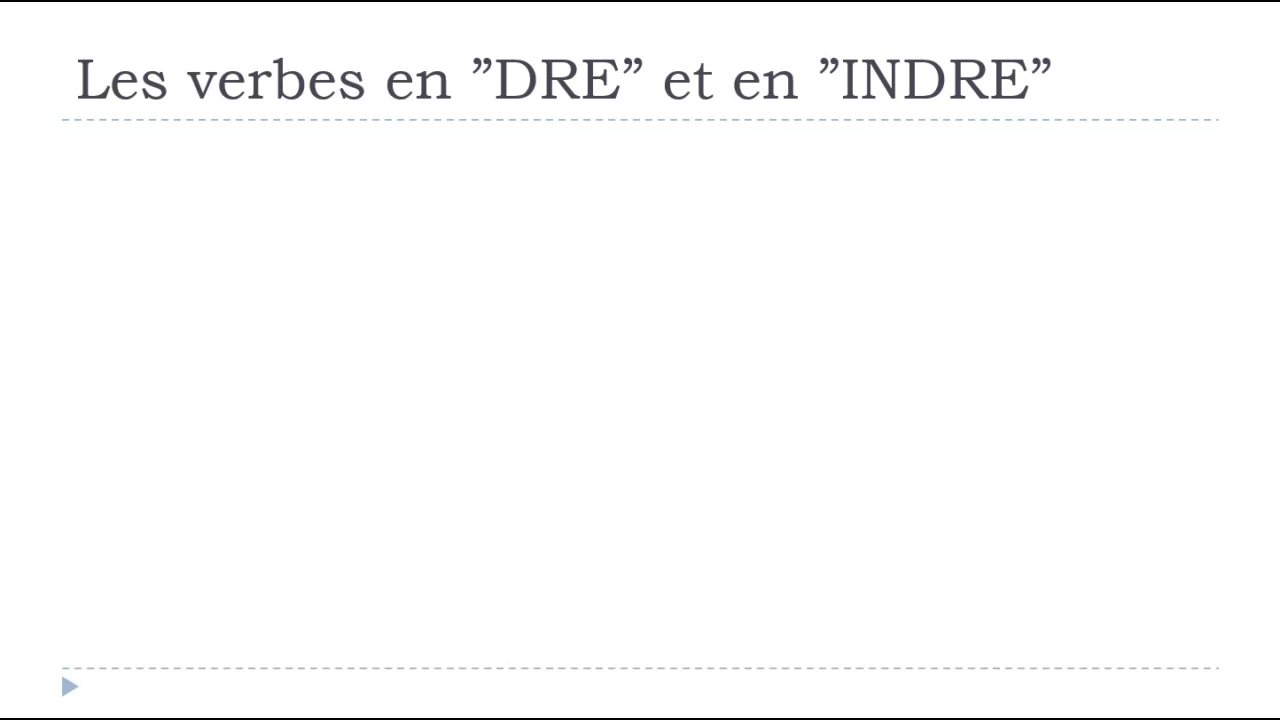 Les verbes en ”DRE” et en ”INDRE”